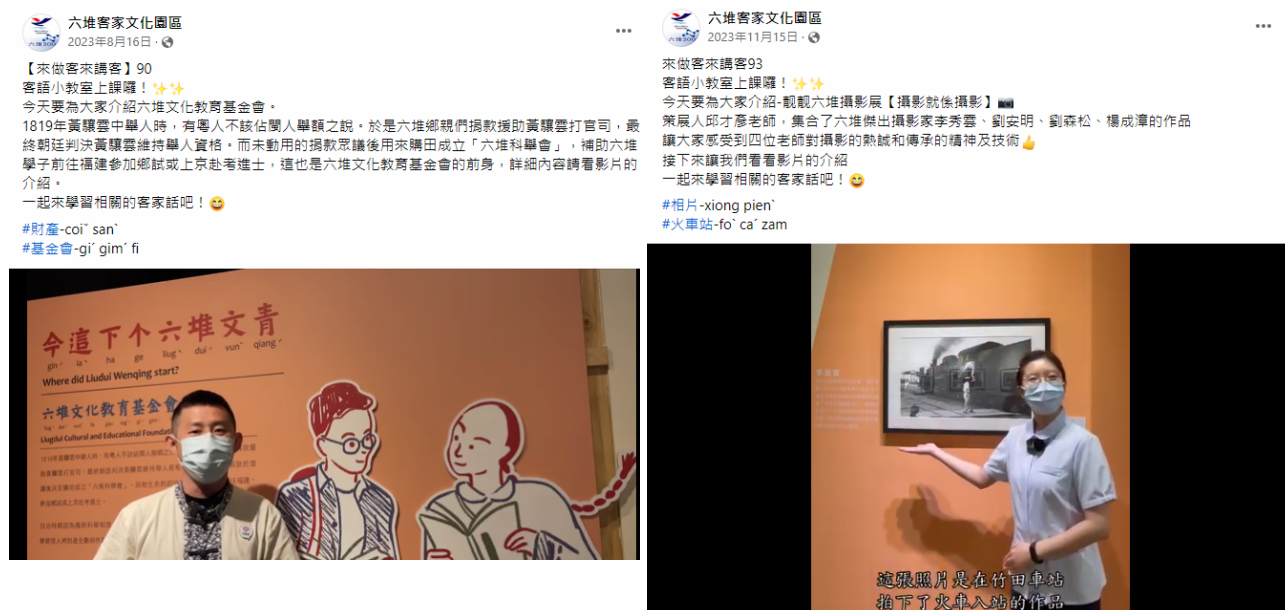 六堆客家文化園區
2023年8月16日
【來做客來講客】90
客語小教室上課囉！✨✨
今天要為大家介紹六堆文化教育基金會。
1819年黃驤雲中舉人時，有粵人不該佔閩人舉額之說。於是六堆鄉親們捐款援助黃驤雲打官司，最
終朝廷判決黃驤雲維持舉人資格。而未動用的捐款眾議後用來購田成立「六堆科舉會」，補助六堆
學子前往福建參加鄉試或上京赴考進士，這也是六堆文化教育基金會的前身，詳細內容請看影片的
介紹。
一起來學習相關的客家話吧！😄
#財產-coiˇ sanˋ
#基金會-giˊ gimˊ fi
今這下个六堆文青
ginˊ iaˋ ha ge liugˋ duiˊ vunˇ qiangˊ
Where did Liudui Wenqing start?
六堆文化教育基金會
Liugdui Cultural and Educational Foundati
六堆客家文化園區
2023年11月15日
來做客來講客93
客語小教室上課囉！✨✨
今天要為大家介紹-靚靚六堆攝影展【攝影就係攝影】📷
策展人邱才彥老師，集合了六堆傑出攝影家李秀雲、劉安明、劉森松、楊成漳的作品
讓大家感受到四位老師對攝影的熱誠和傳承的精神及技術👍
接下來讓我們看看影片的介紹
一起來學習相關的客家話吧！😄
#相片-xiong pienˋ
#火車站-foˋ caˊ zam
這張照片是在竹田車站
拍下了火車入站的作品